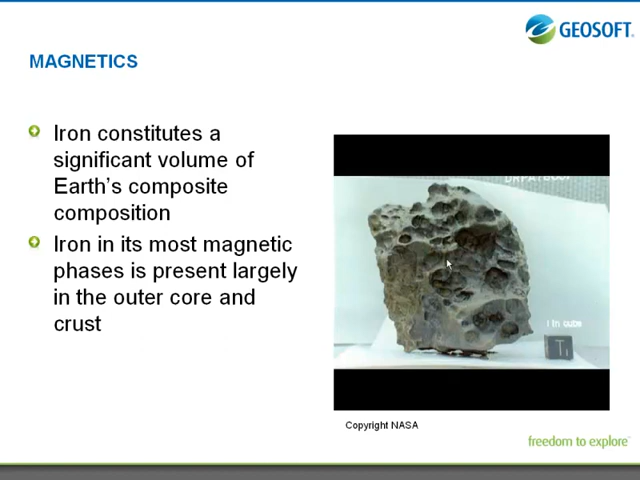 GEOSOFT
MAGNETICS
Iron constitutes a
significant volume of
Earth's composite
composition
Iron in its most magnetic
phases is present largely
in the outer core and
crust
1 in cube
T
Copyright NASA
freedom to explore